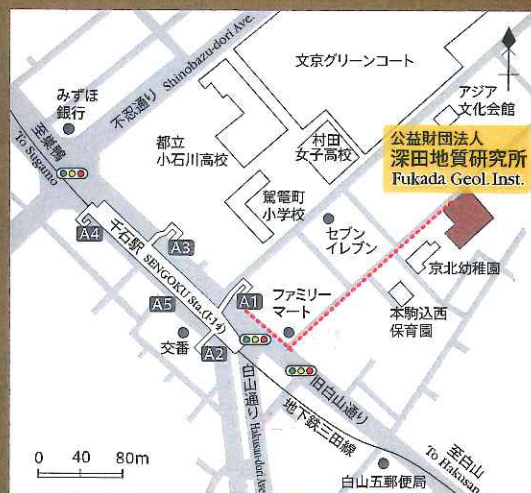 不忍通り Shinobazu-dori Ave.
文京グリーンコート
みずほ
銀行
至巣鴨
To Sugamo
都立
小石川高校
村田
女子高校
アジア
文化会館
公益財団法人
深田地質研究所
Fukada Geol. Inst.
駕篭町
小学校
セブン
イレブン
京北幼稚園
本駒込西
保育園
A4
A3
千石駅 SENGOKU Sta.(I-14)
A5
A1
ファミリー
マート
交番
A2
白山通り Hakusan-dori Ave.
旧白山通り
地下鉄三田線
至白山
To Hakusan
白山五郵便局
0 40 80m